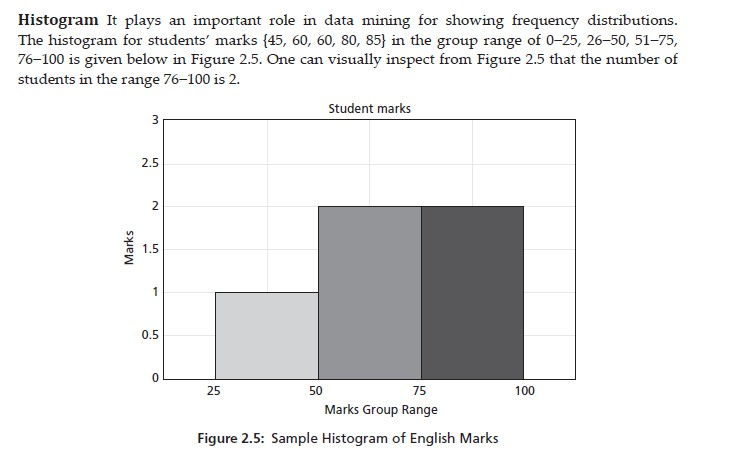 Histogram It plays an important role in data mining for showing frequency distributions.
The histogram for students’ marks {45, 60, 60, 80, 85} in the group range of 0–25, 26–50, 51–75,
76–100 is given below in Figure 2.5. One can visually inspect from Figure 2.5 that the number of
students in the range 76–100 is 2.
Student marks
3
2.5
2
1.5
1
0.5
0
Marks
25 50 75 100
Marks Group Range
Figure 2.5: Sample Histogram of English Marks